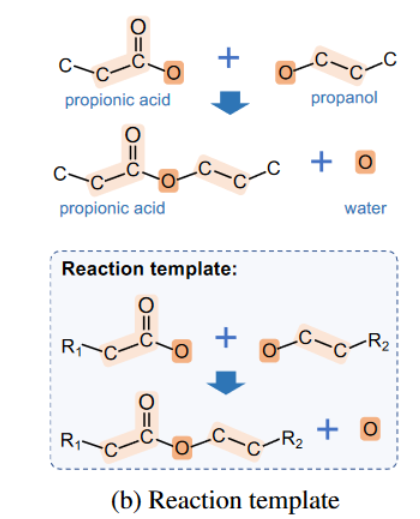 O
C C C O + O C C C
propionic acid propanol
O
C C C O C C C + O
propionic acid water
Reaction template:
O
R₁ C C O + O C C R₂
O
R₁ C C O C C R₂ + O
(b) Reaction template